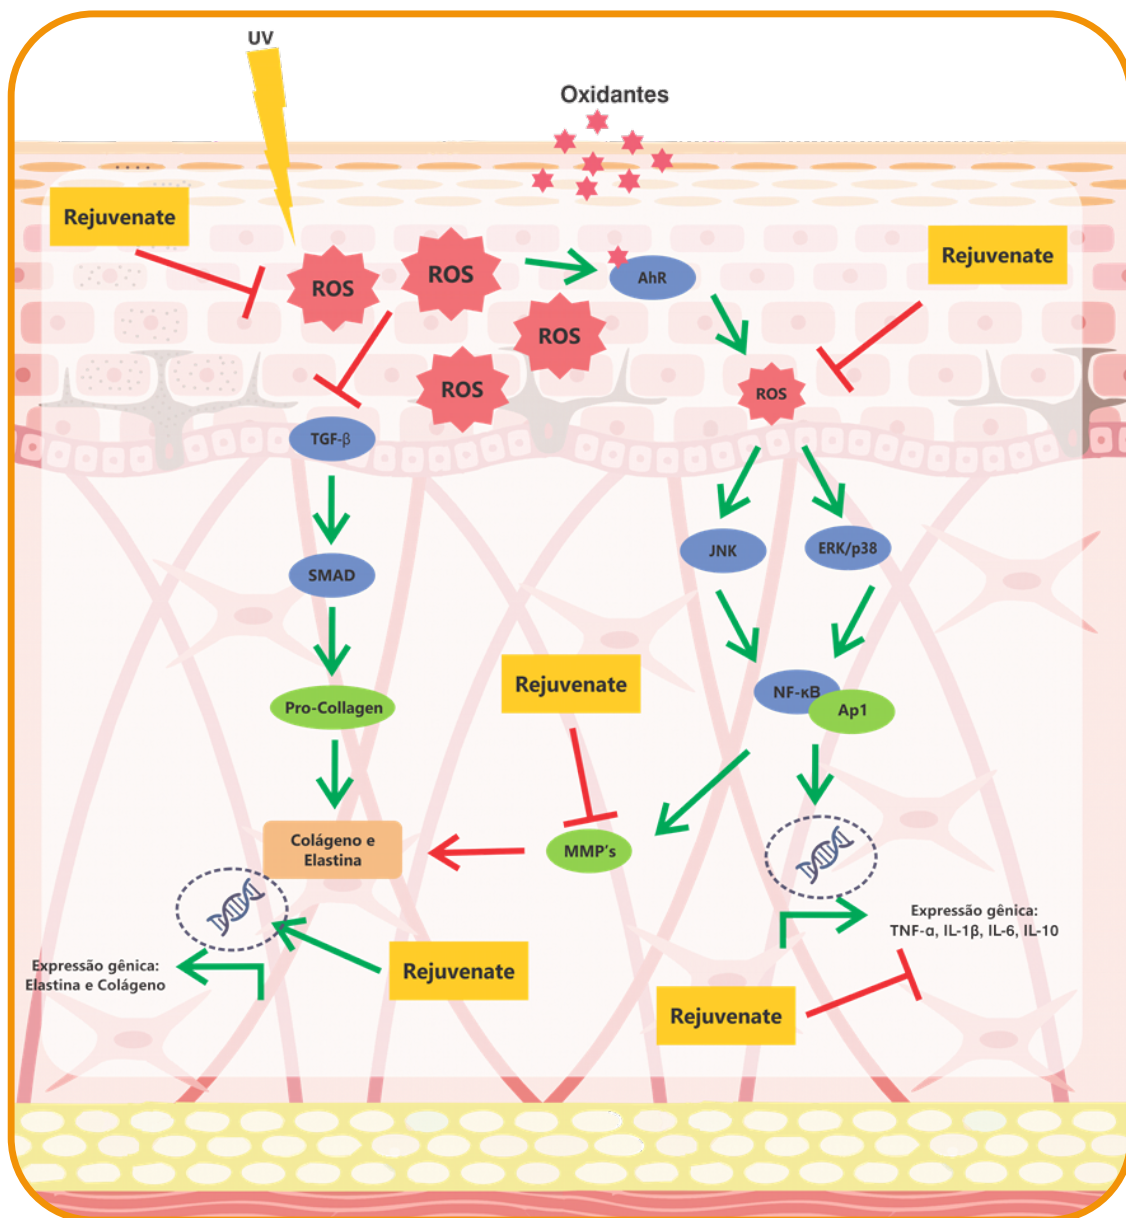 UV
Oxidantes
Rejuvenate
Rejuvenate
ROS
ROS
AhR
ROS
ROS
ROS
TGF-β
JNK
ERK/p38
SMAD
Rejuvenate
NF-κB
Ap1
Pro-Collagen
Colágeno e
Elastina
MMP's
Expressão gênica:
TNF-α, IL-1β, IL-6, IL-10
Expressão gênica:
Elastina e Colágeno
Rejuvenate
Rejuvenate